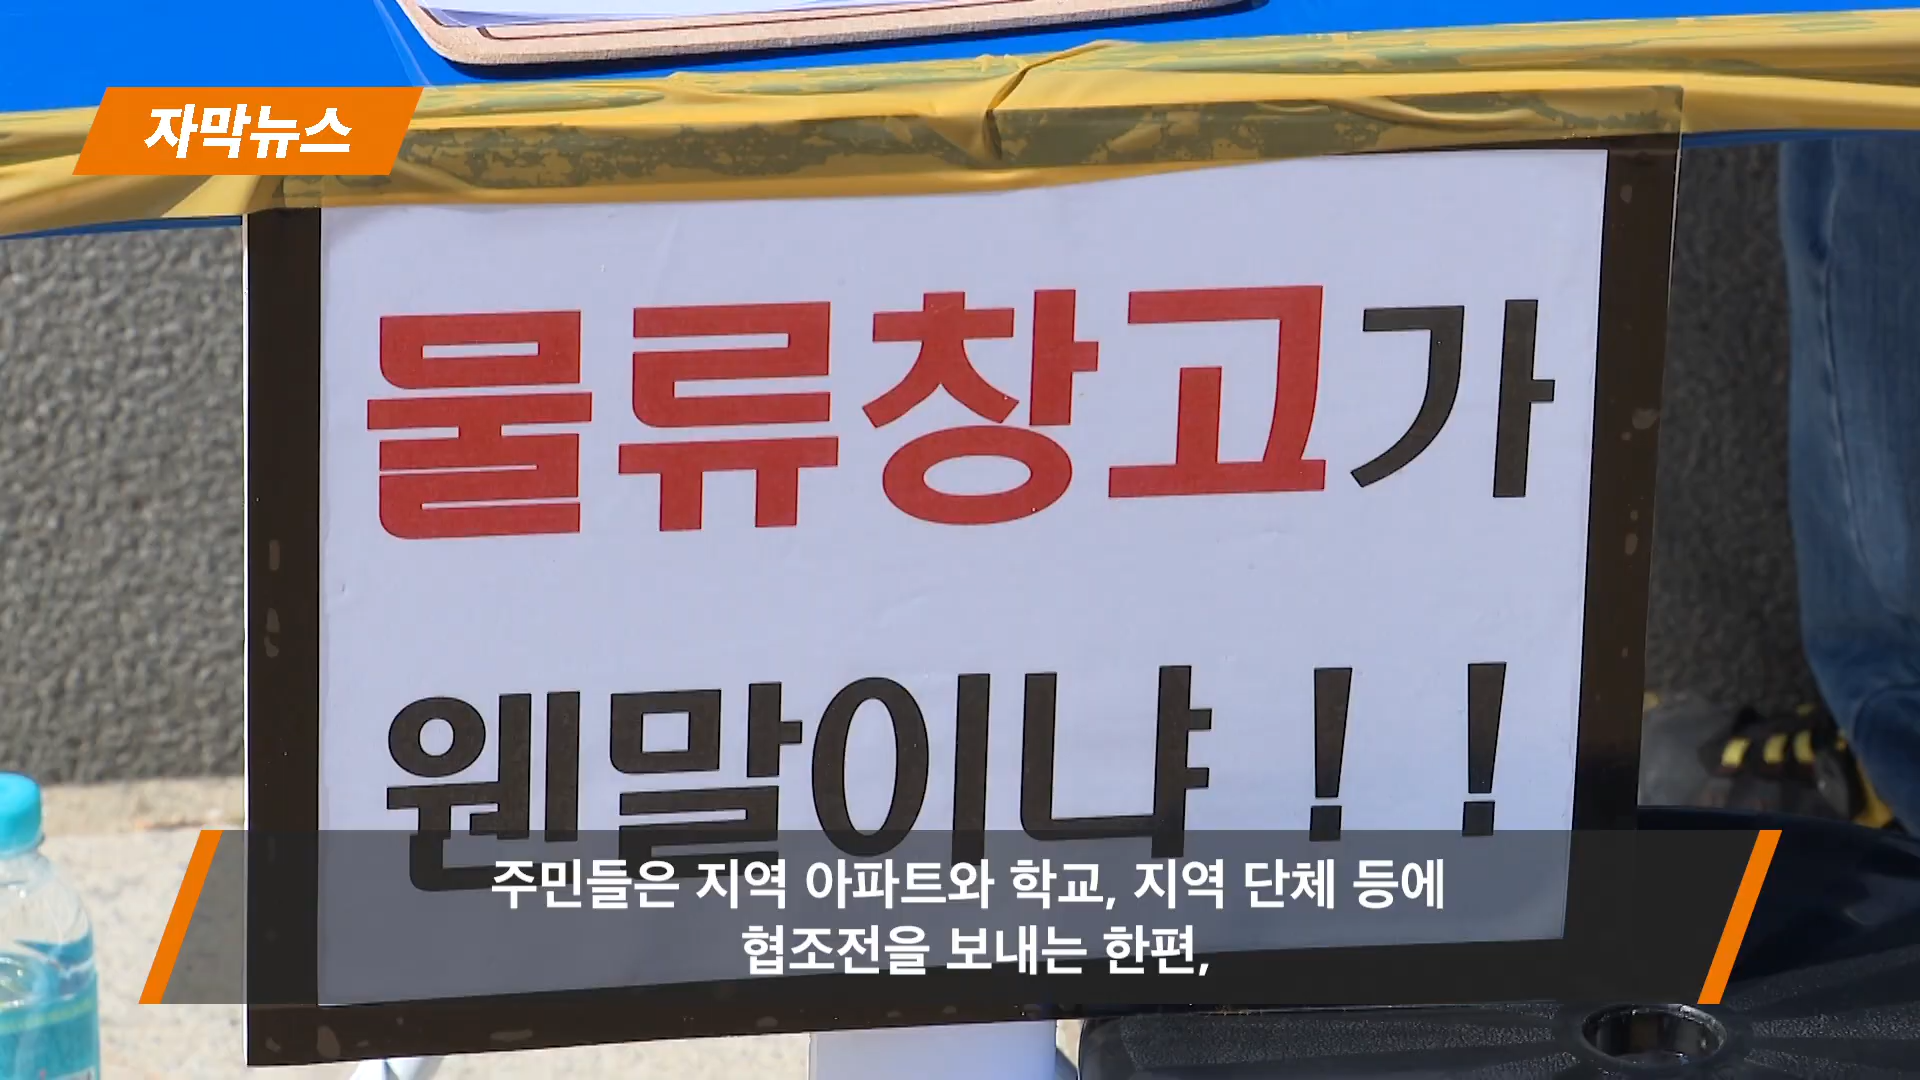 자막뉴스
물류창고가
웬말이냐 ! !
주민들은 지역 아파트와 학교, 지역 단체 등에
협조전을 보내는 한편,